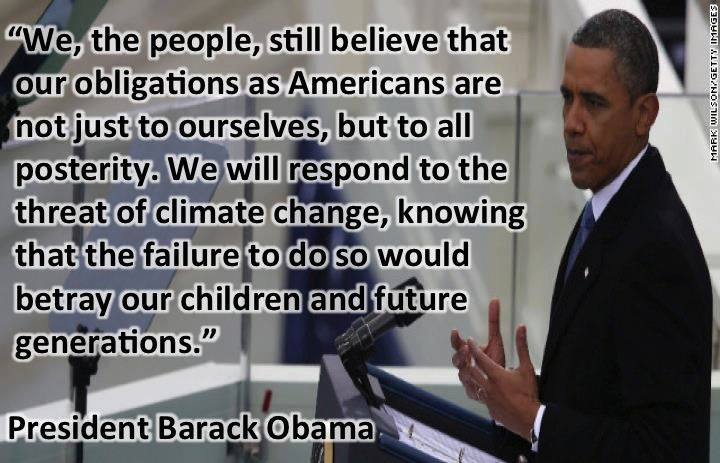 “We, the people, still believe that
our obligations as Americans are
not just to ourselves, but to all
posterity. We will respond to the
threat of climate change, knowing
that the failure to do so would
betray our children and future
generations.”
President Barack Obama
MARK WILSON/GETTY IMAGES